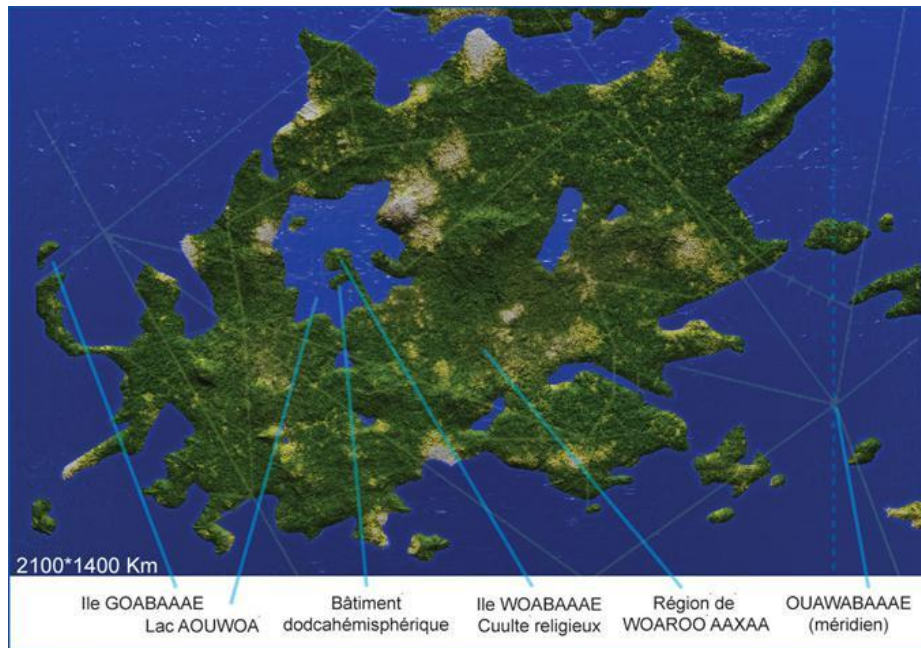 2100*1400 Km
Ile GOABAAAE
Lac AOUWOA
Bâtiment
dodcahémisphérique
Ile WOABAAAE
Cuulte religieux
Région de
WOAROO AAXAA
OUAWABAAAE
(méridien)